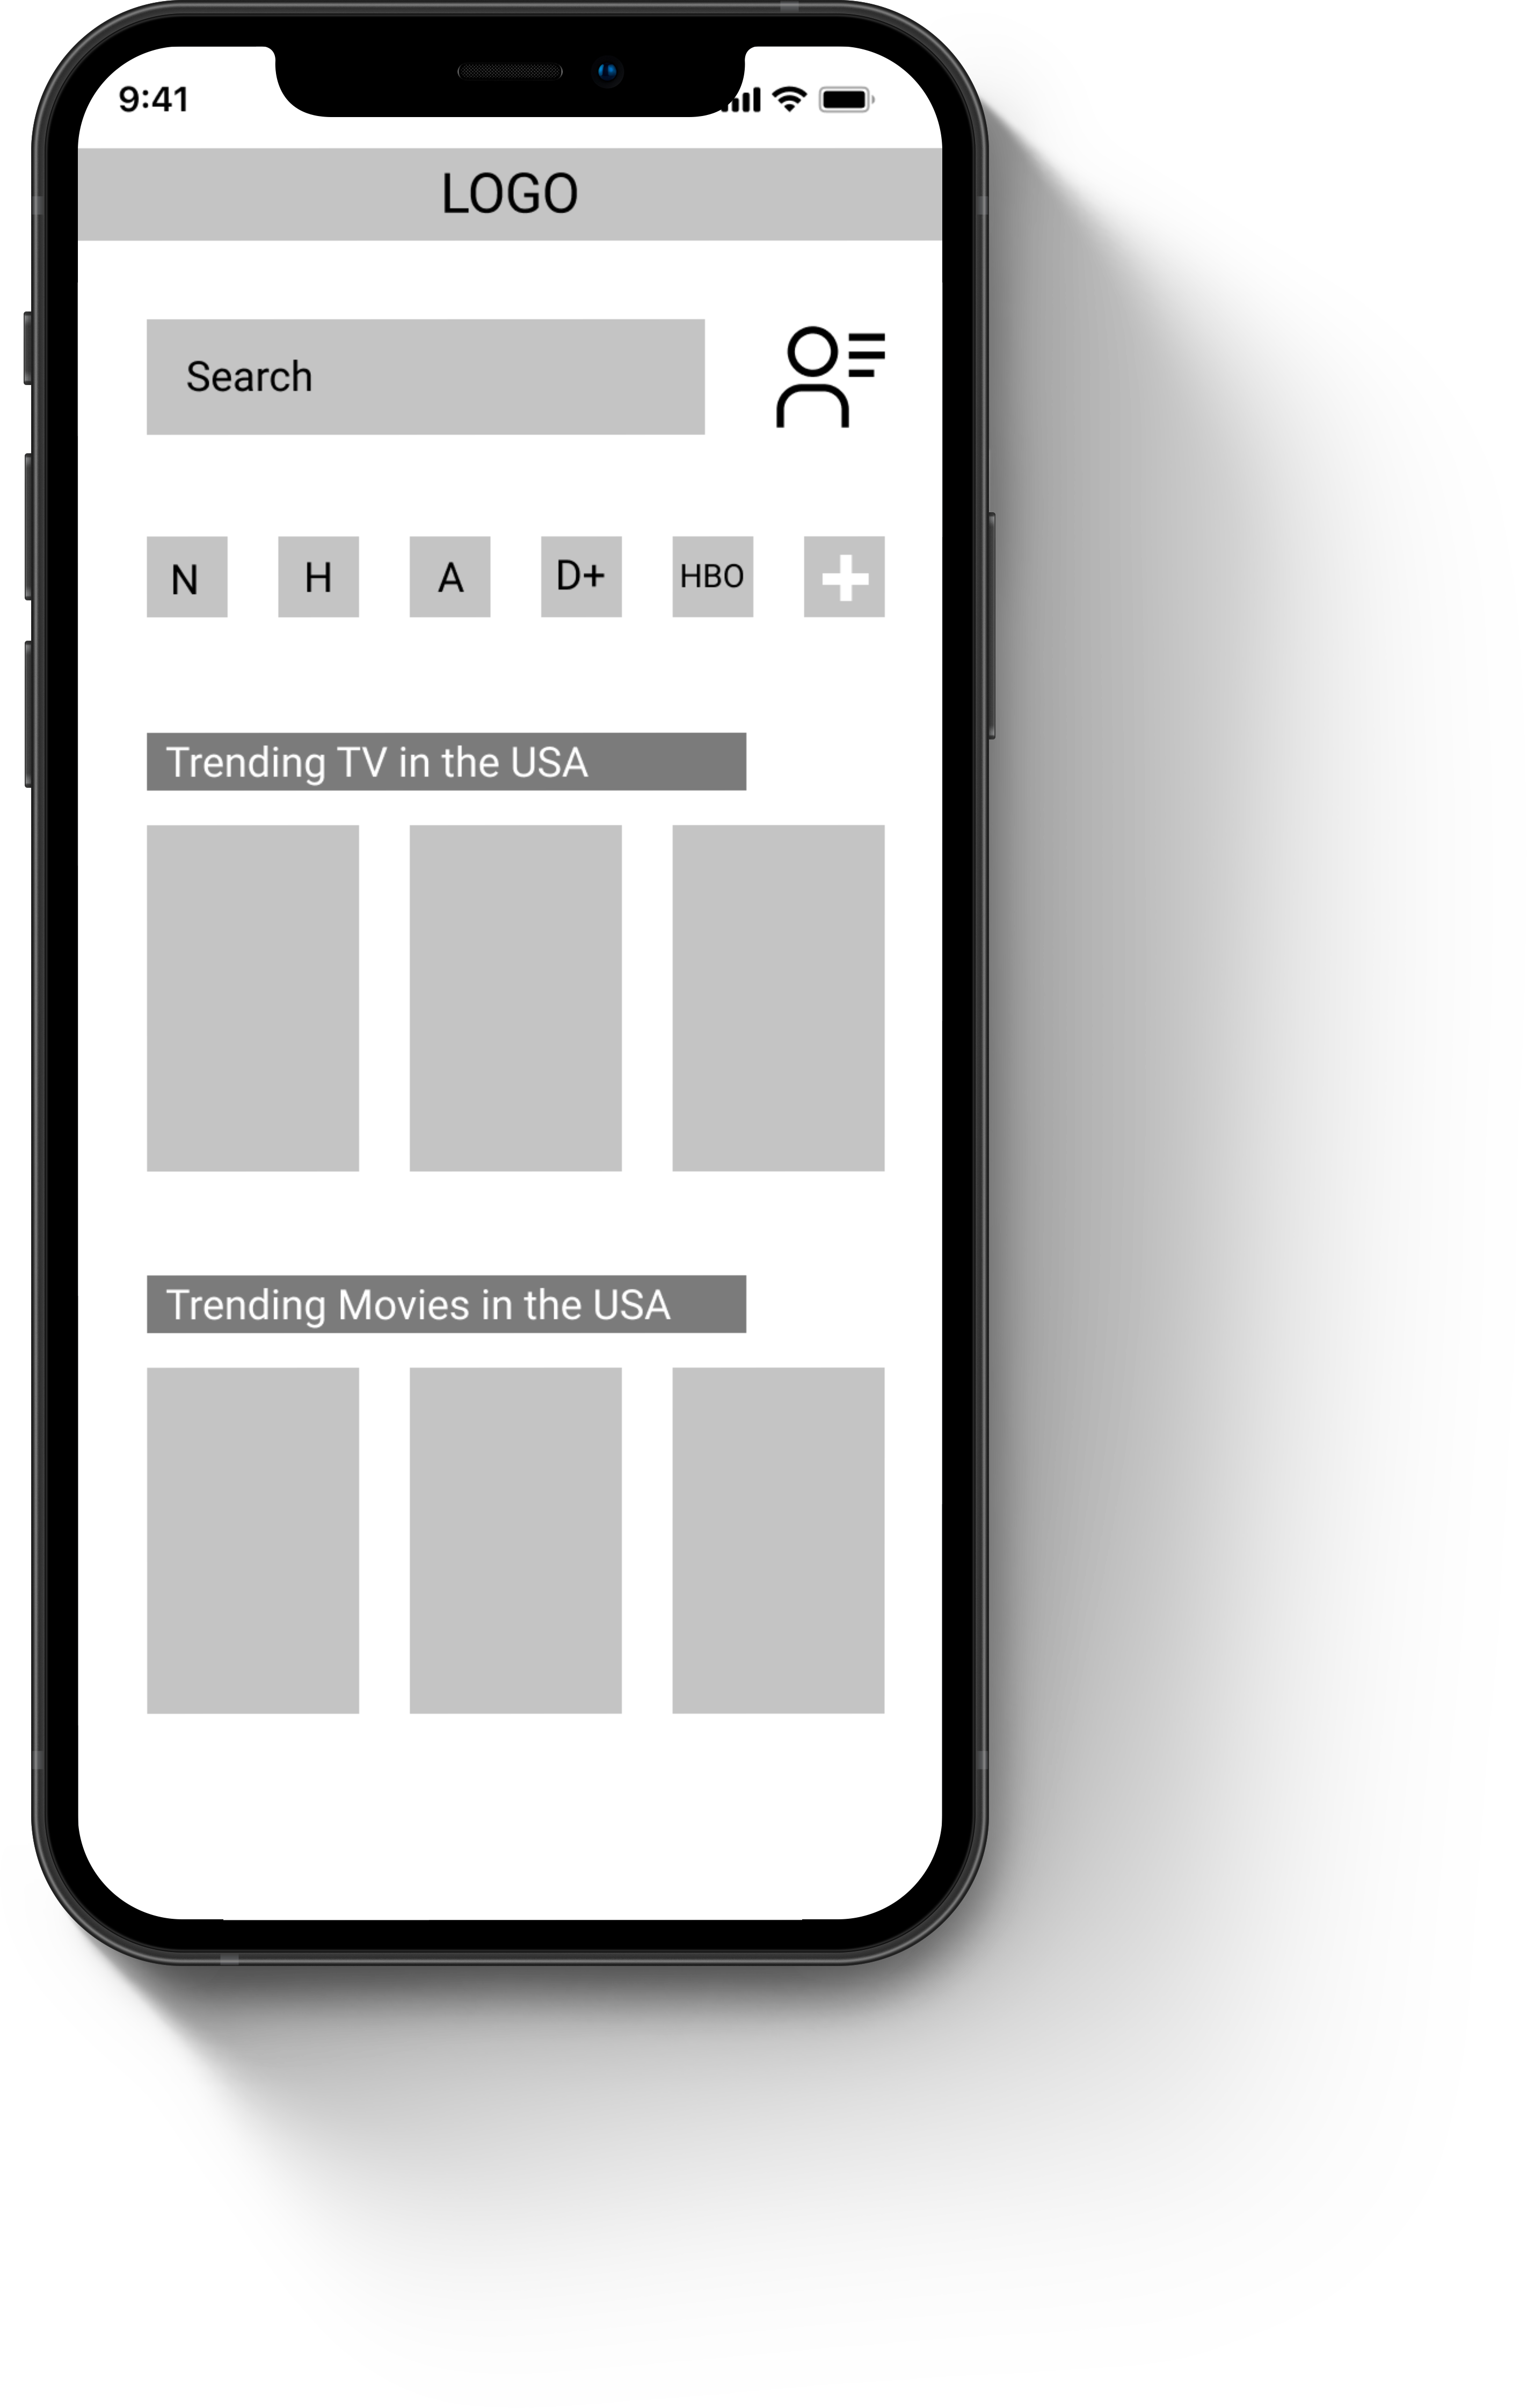 9:41
LOGO
Search
N H A D+ HBO
Trending TV in the USA
Trending Movies in the USA